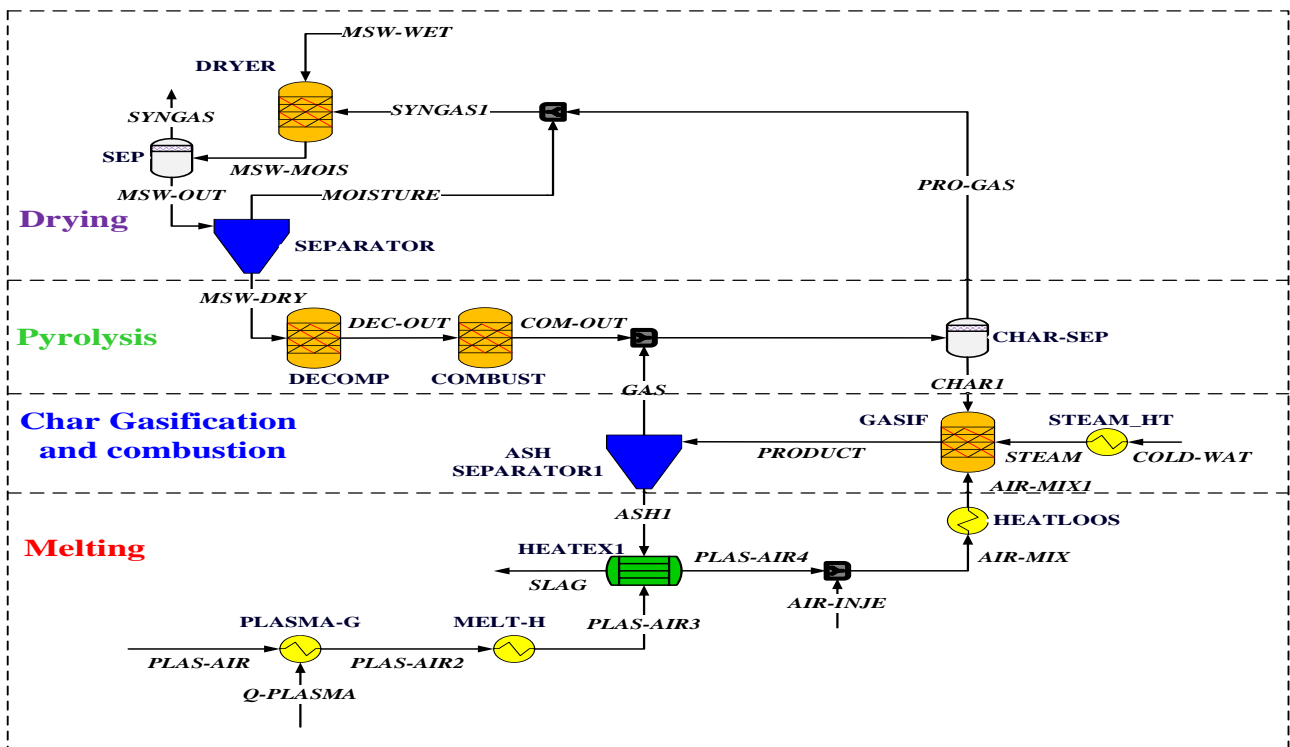 MSW-WET
DRYER
SYNGAS
SYNGAS1
SEP
MSW-MOIS
MSW-OUT
MOISTURE
PRO-GAS
Drying
SEPARATOR
MSW-DRY
Pyrolysis
DEC-OUT
COM-OUT
CHAR-SEP
DECOMP
COMBUST
GAS
CHAR1
Char Gasification
and combustion
GASIF
STEAM_HT
ASH
SEPARATOR1
PRODUCT
STEAM
COLD-WAT
AIR-MIX1
ASH1
HEATLOOS
Melting
HEATEX1
PLAS-AIR4
AIR-MIX
SLAG
AIR-INJE
PLASMA-G
MELT-H
PLAS-AIR3
PLAS-AIR
PLAS-AIR2
Q-PLASMA